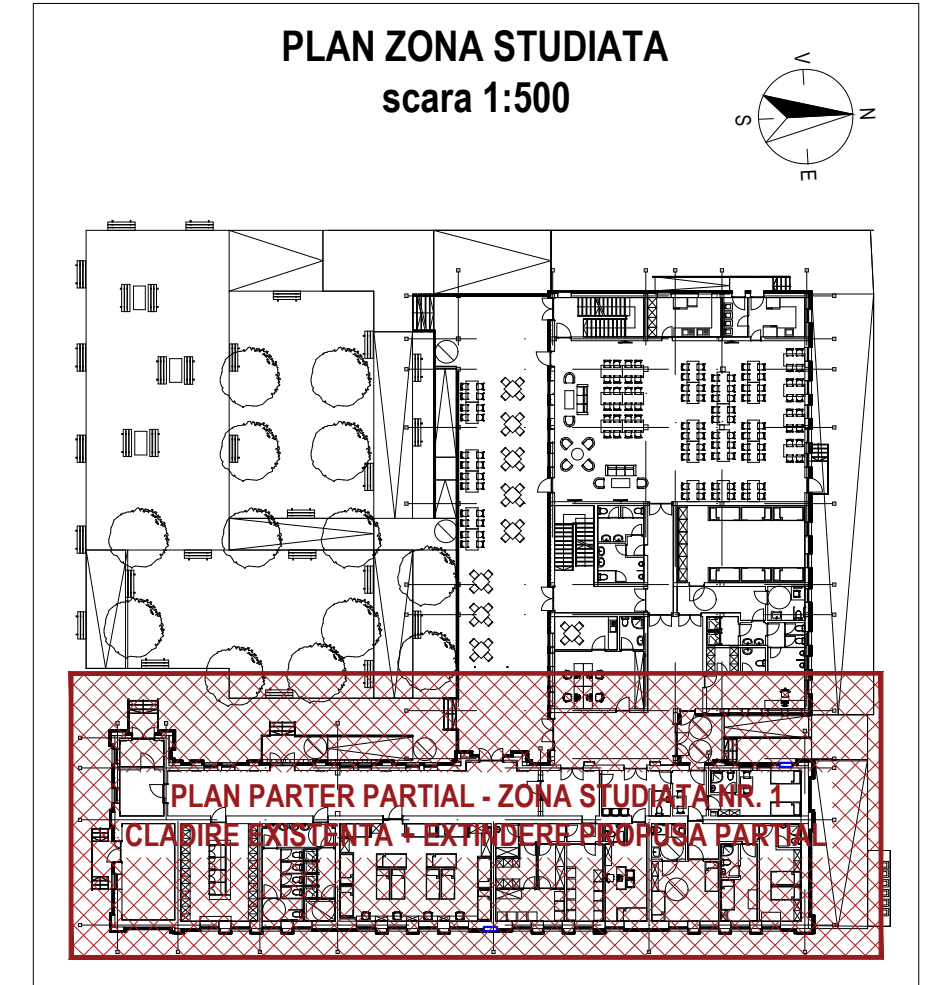 PLAN ZONA STUDIATA
scara 1:500
V
S
N
E
PLAN PARTER PARTIAL - ZONA STUDIATA NR. 1
CLADIRE EXISTENTA + EXTINDERE PROPUSA PARTIAL